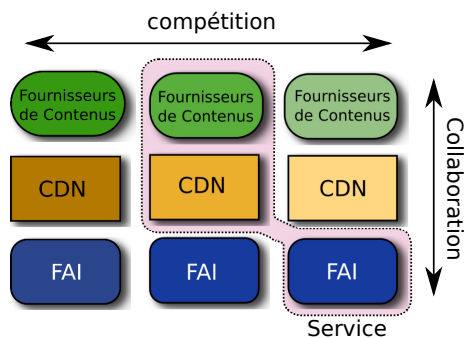 compétition
Fournisseurs
de Contenus
Fournisseurs
de Contenus
Fournisseurs
de Contenus
CDN
CDN
CDN
FAI
FAI
FAI
Collaboration
Service